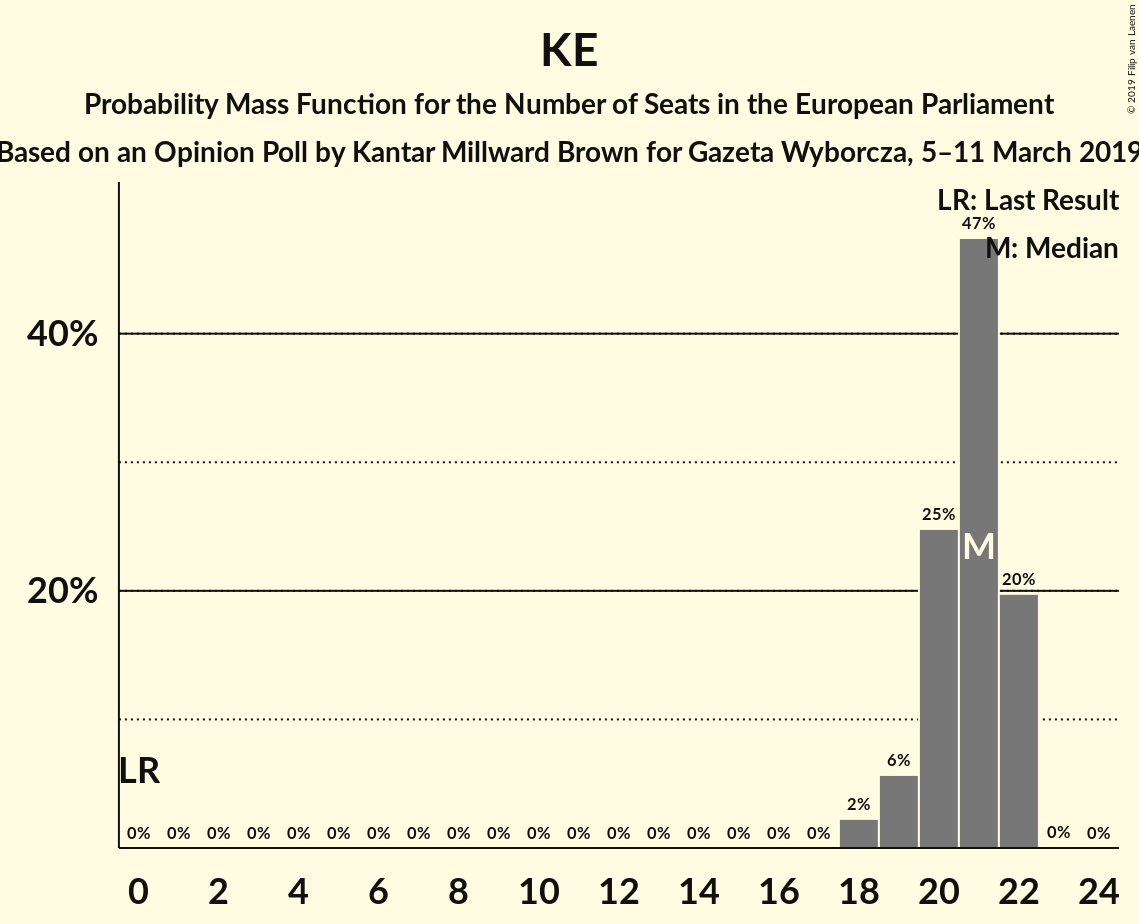 KE
Probability Mass Function for the Number of Seats in the European Parliament
Based on an Opinion Poll by Kantar Millward Brown for Gazeta Wyborcza, 5–11 March 2019
© 2019 Filip van Laenen
LR: Last Result
M: Median
47%
40%
25%
M
20%
20%
LR
6%
2%
0% 0% 0% 0% 0% 0% 0% 0% 0% 0% 0% 0% 0% 0% 0% 0% 0% 0% 0% 0%
0 2 4 6 8 10 12 14 16 18 20 22 24